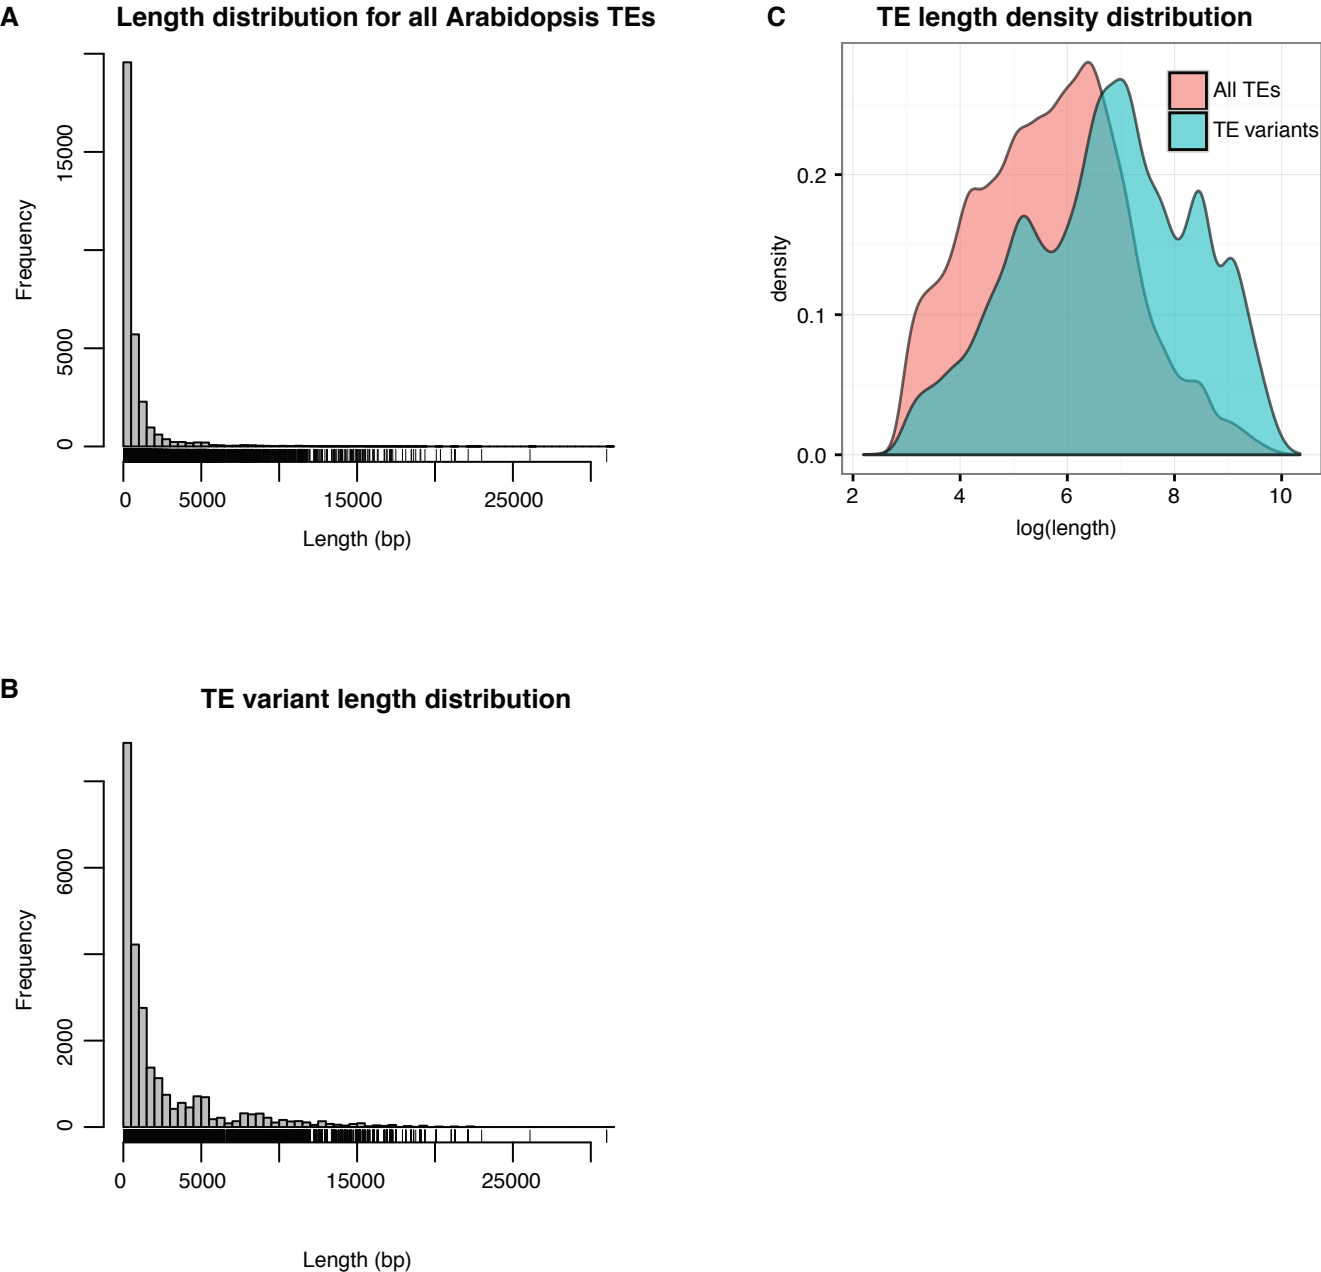 A
Length distribution for all Arabidopsis TEs
Frequency
15000
5000
0
0 5000 15000 25000
Length (bp)
C
TE length density distribution
All TEs
TE variants
density
0.2
0.1
0.0
2 4 6 8 10
log(length)
B
TE variant length distribution
Frequency
6000
2000
0
0 5000 15000 25000
Length (bp)